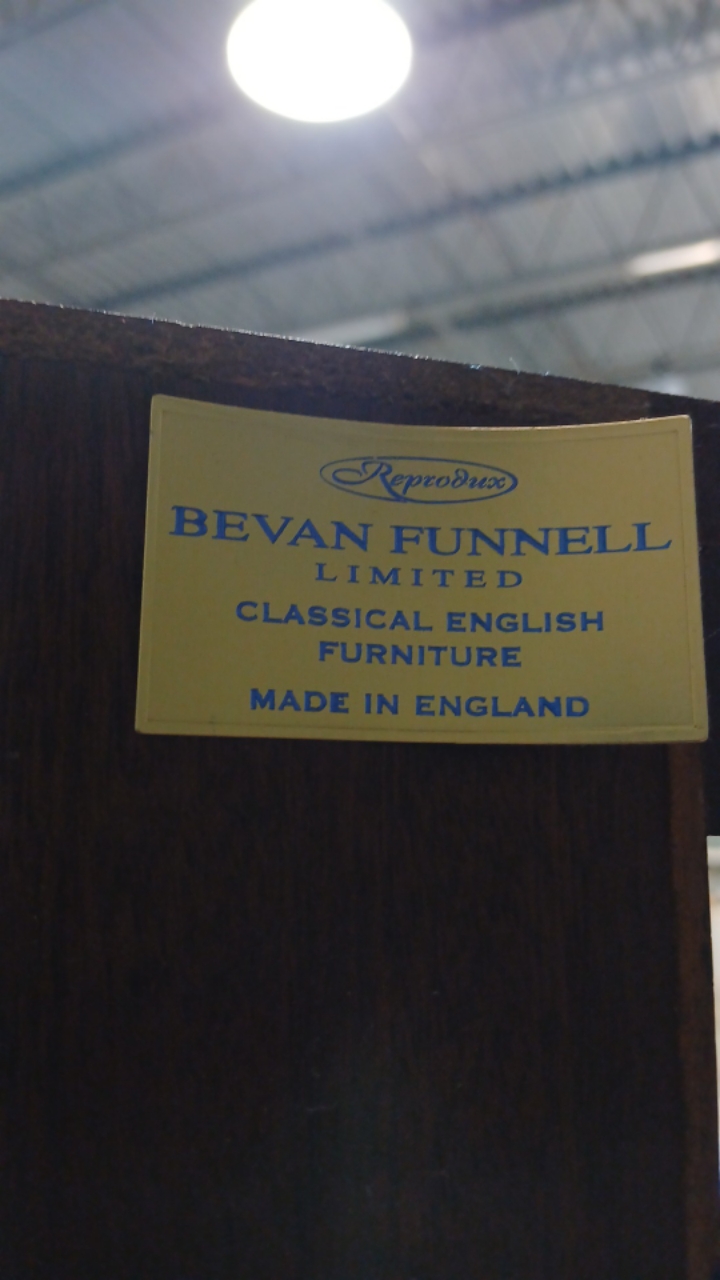 Reprodux
BEVAN FUNNELL
LIMITED
CLASSICAL ENGLISH
FURNITURE
MADE IN ENGLAND